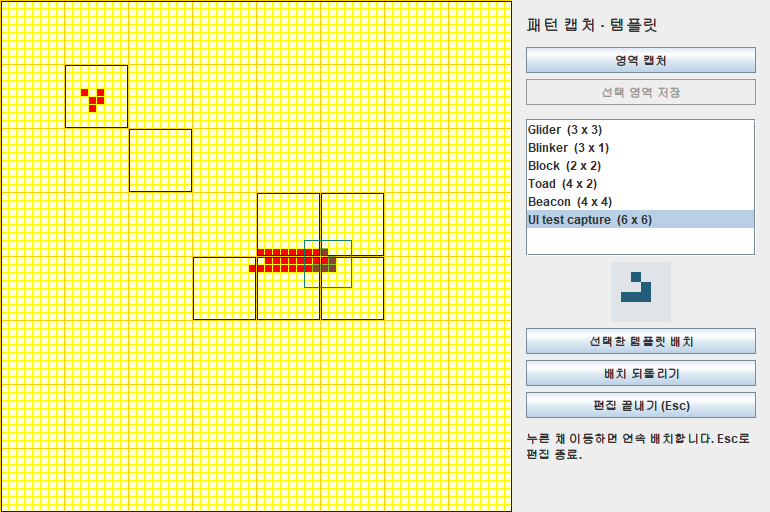 패턴 캡처 · 템플릿
영역 캡처
선택 영역 저장
Glider (3 x 3)
Blinker (3 x 1)
Block (2 x 2)
Toad (4 x 2)
Beacon (4 x 4)
UI test capture (6 x 6)
선택한 템플릿 배치
배치 되돌리기
편집 끝내기 (Esc)
누른 채 이동하면 연속 배치합니다. Esc로
편집 종료.